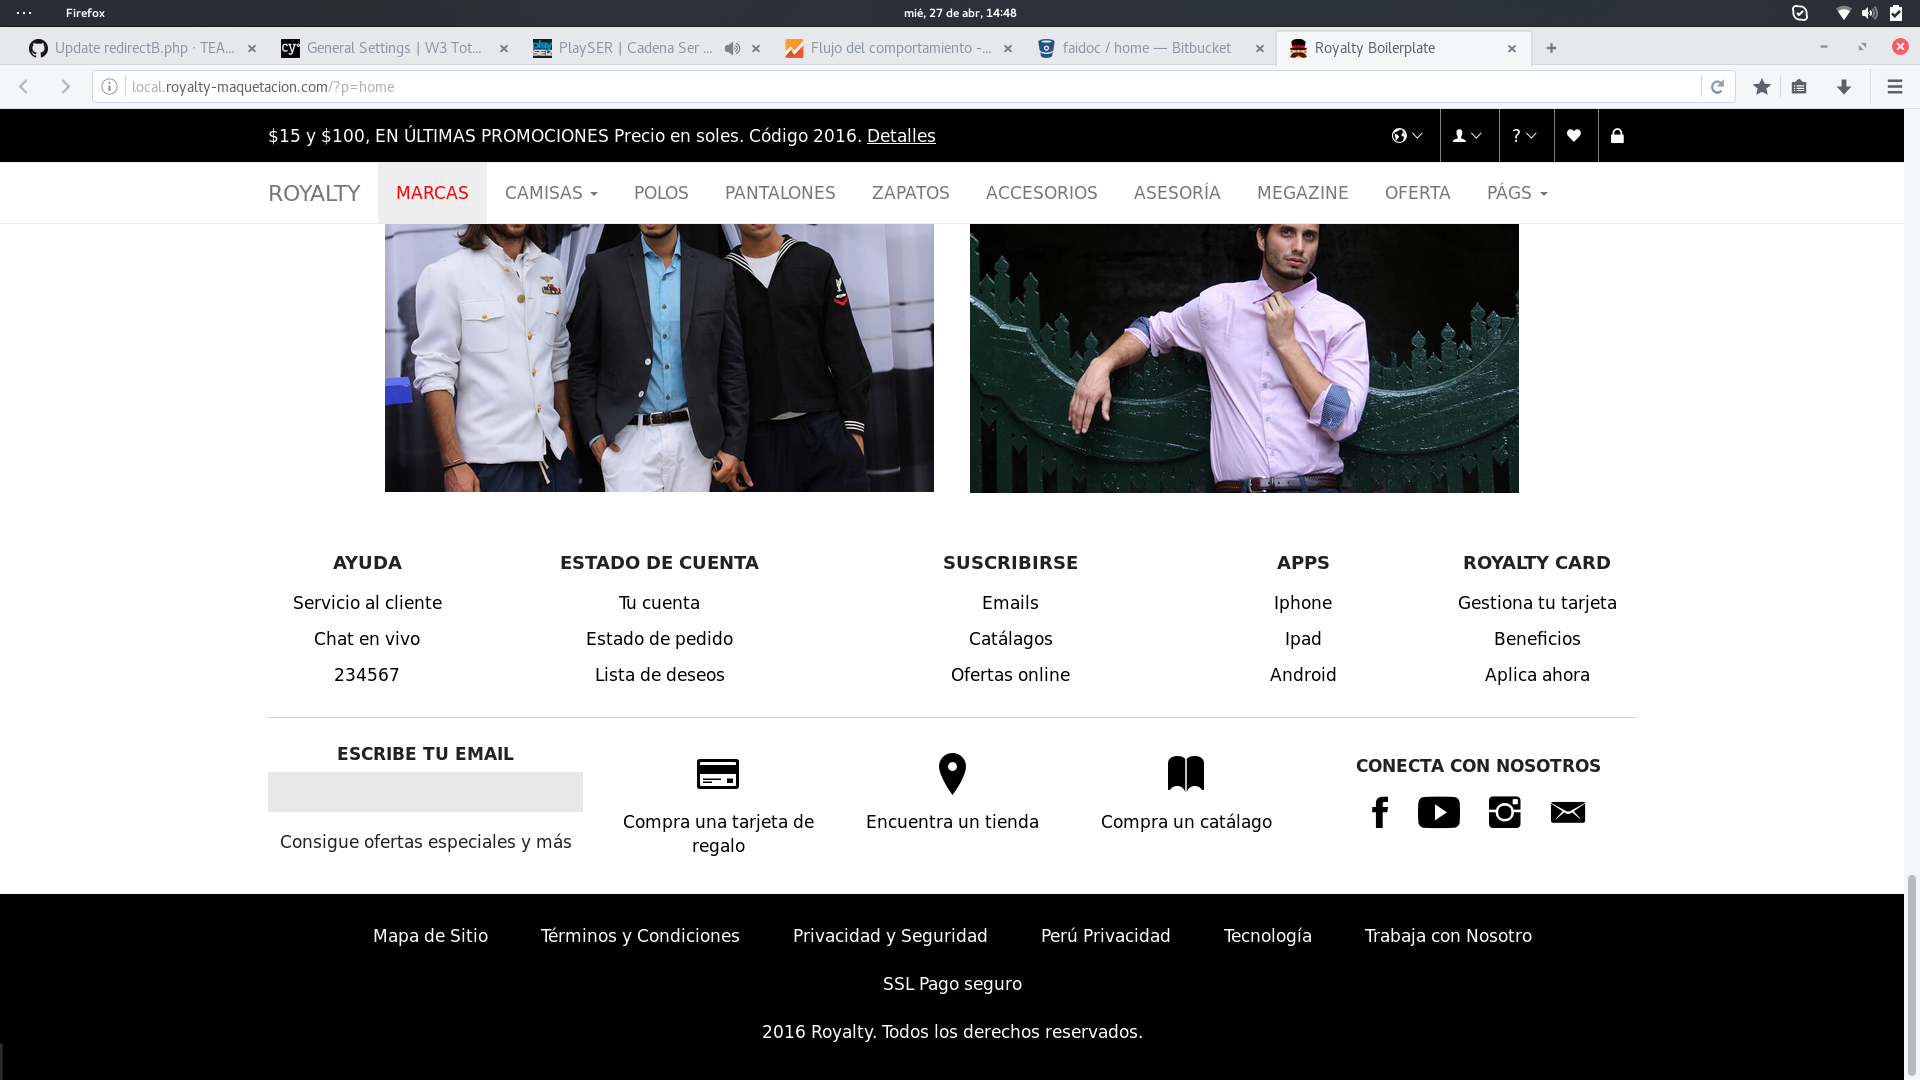 Firefox
mié, 27 de abr, 14:48
Update redirectB.php · TEA...
General Settings | W3 Tot...
PlaySER | Cadena Ser ...
Flujo del comportamiento -...
faidoc / home — Bitbucket
Royalty Boilerplate
local.royalty-maquetacion.com/?p=home
$15 y $100, EN ÚLTIMAS PROMOCIONES Precio en soles. Código 2016. Detalles
?
ROYALTY MARCAS CAMISAS POLOS PANTALONES ZAPATOS ACCESORIOS ASESORÍA MEGAZINE OFERTA PÁGS
AYUDA
Servicio al cliente
Chat en vivo
234567
ESTADO DE CUENTA
Tu cuenta
Estado de pedido
Lista de deseos
SUSCRIBIRSE
Emails
Catálagos
Ofertas online
APPS
Iphone
Ipad
Android
ROYALTY CARD
Gestiona tu tarjeta
Beneficios
Aplica ahora
ESCRIBE TU EMAIL
Consigue ofertas especiales y más
Compra una tarjeta de
regalo
Encuentra un tienda
Compra un catálago
CONECTA CON NOSOTROS
Mapa de Sitio Términos y Condiciones Privacidad y Seguridad Perú Privacidad Tecnología Trabaja con Nosotro
SSL Pago seguro
2016 Royalty. Todos los derechos reservados.